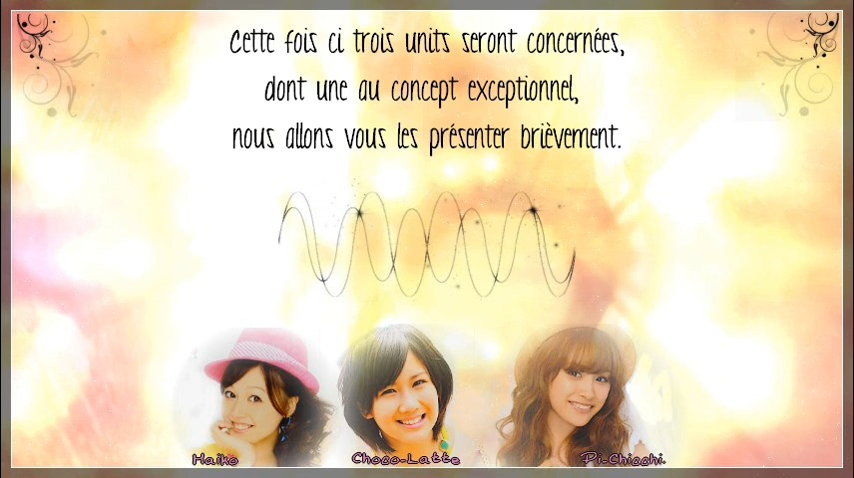 Cette fois ci trois units seront concernées,
dont une au concept exceptionnel,
nous allons vous les présenter brièvement.
Haiko Choco-Latte Pi-Chicchi.